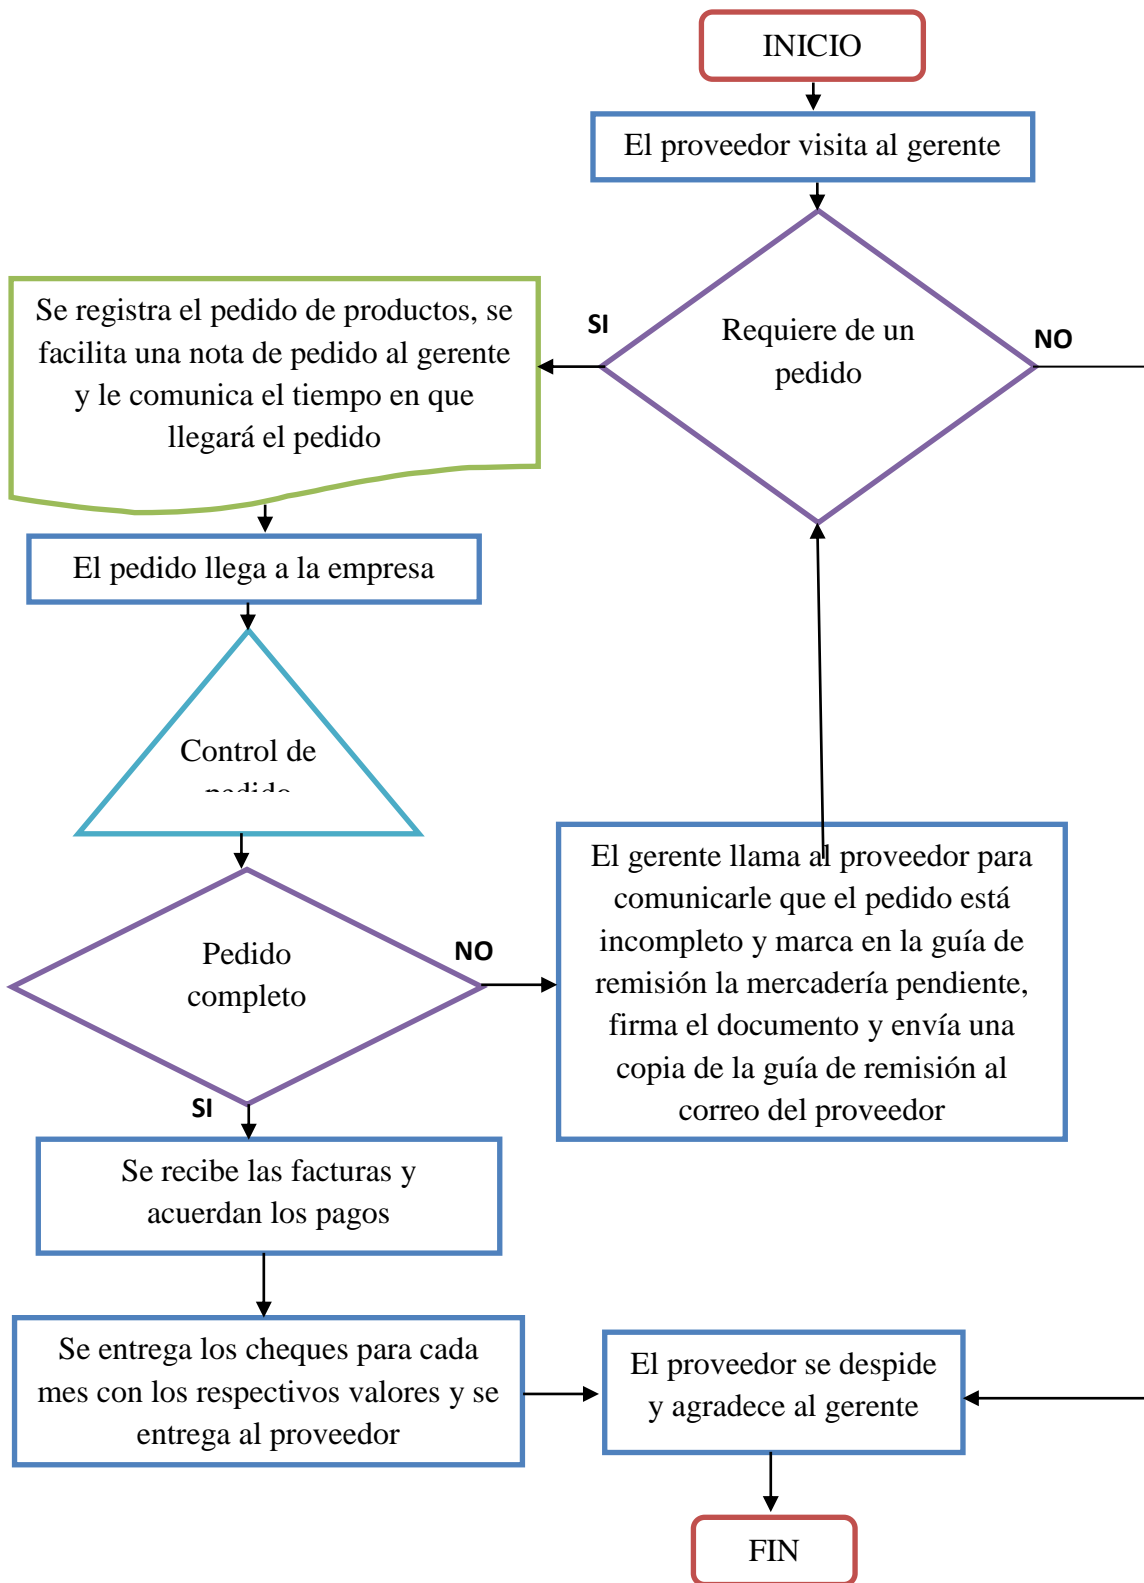 INICIO
El proveedor visita al gerente
Requiere de un
pedido
SI
NO
Se registra el pedido de productos, se
facilita una nota de pedido al gerente
y le comunica el tiempo en que
llegará el pedido
El pedido llega a la empresa
Control de
pedido
Pedido
completo
NO
SI
El gerente llama al proveedor para
comunicarle que el pedido está
incompleto y marca en la guía de
remisión la mercadería pendiente,
firma el documento y envía una
copia de la guía de remisión al
correo del proveedor
Se recibe las facturas y
acuerdan los pagos
Se entrega los cheques para cada
mes con los respectivos valores y se
entrega al proveedor
El proveedor se despide
y agradece al gerente
FIN